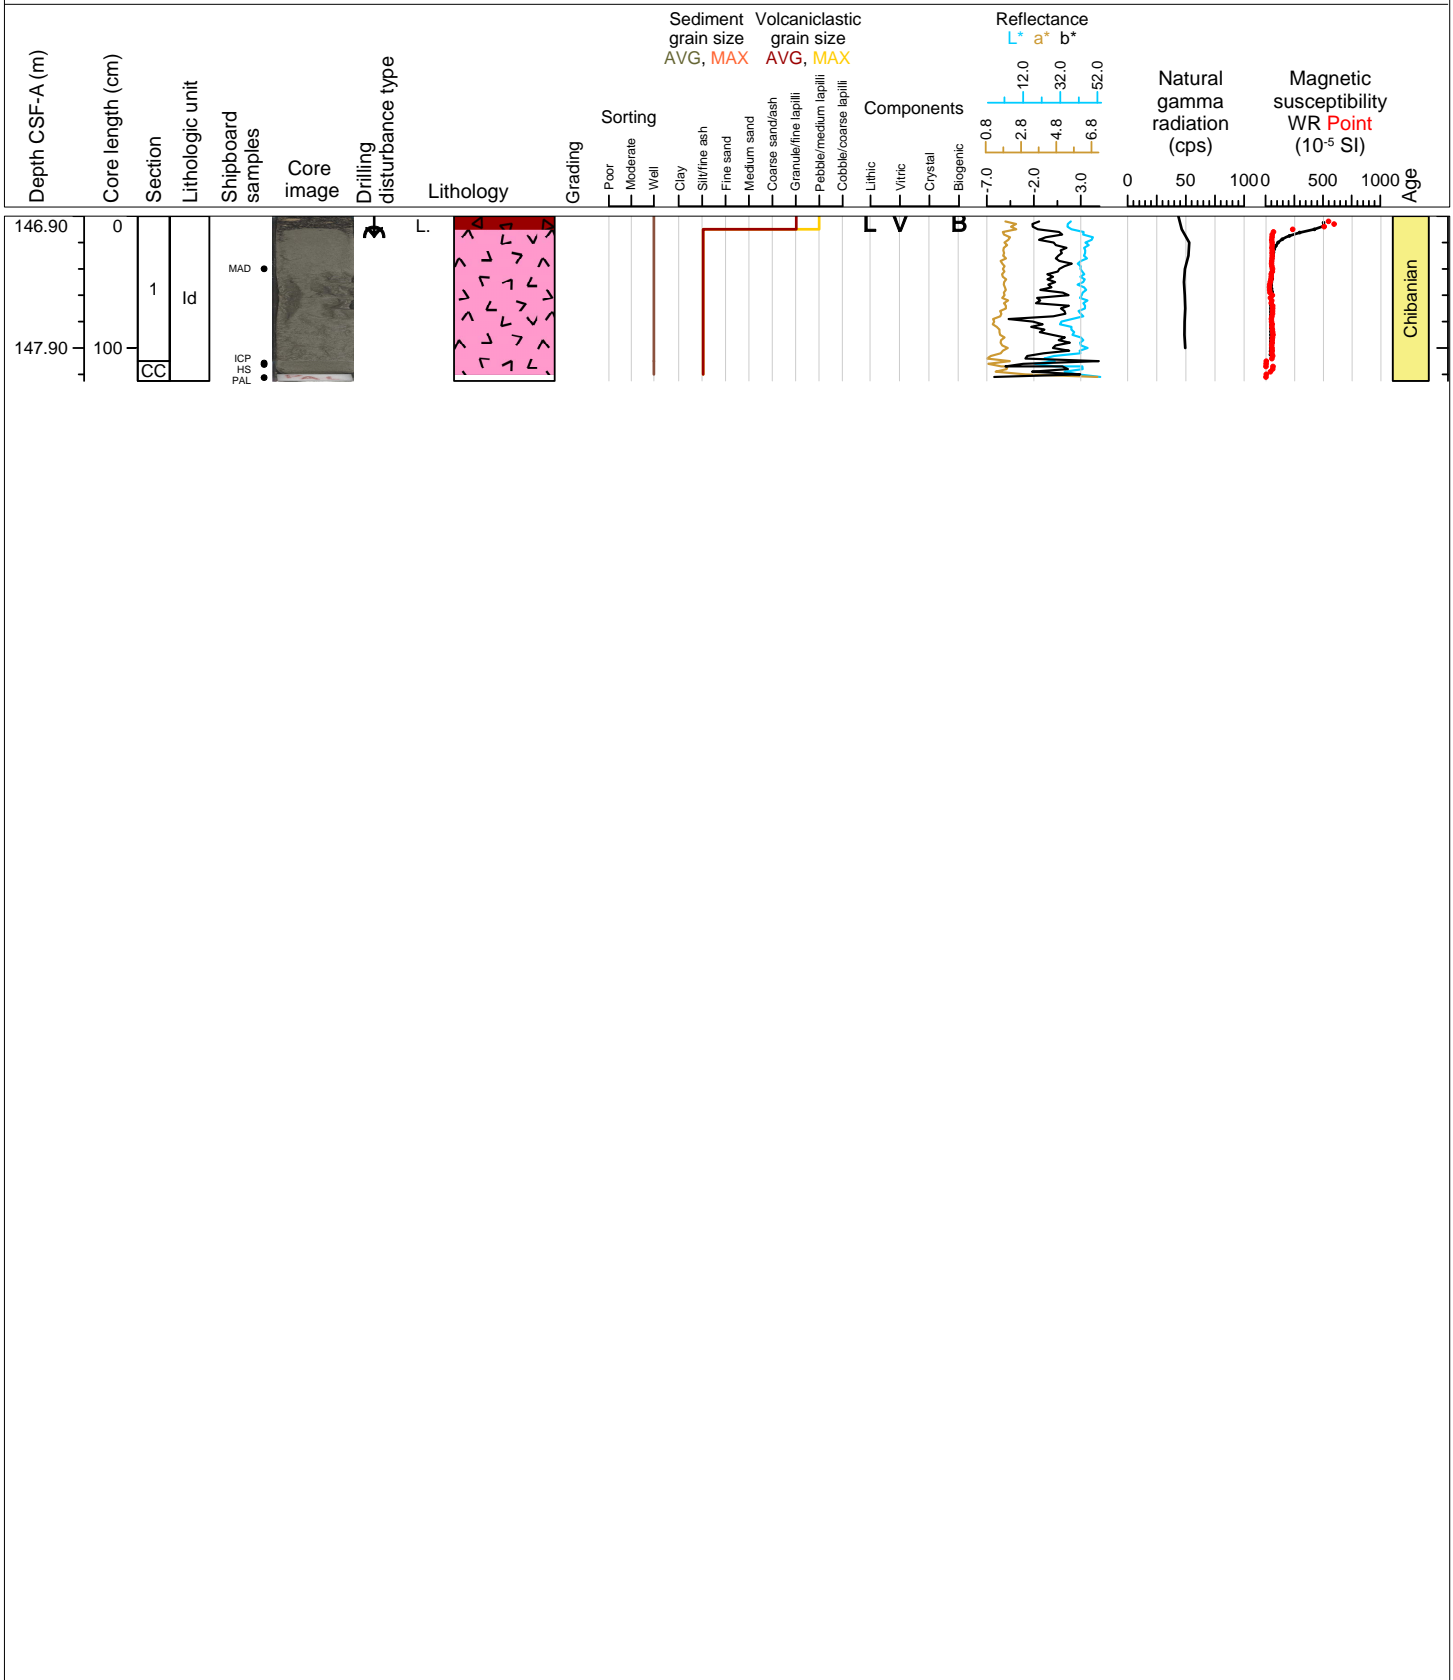 Depth CSF-A (m)
Core length (cm)
Section
Lithologic unit
Shipboard
samples
Core
image
Drilling
disturbance type
Lithology
Grading
Sorting
Poor
Moderate
Well
Sediment
grain size
AVG, MAX
Volcaniclastic
grain size
AVG, MAX
Clay
Silt/fine ash
Fine sand
Medium sand
Coarse sand/ash
Granule/fine lapilli
Pebble/medium lapilli
Cobble/coarse lapilli
Components
Lithic
Vitric
Crystal
Biogenic
Reflectance
L* a* b*
12.0 32.0 52.0
0.8 2.8 4.8 6.8
-7.0 -2.0 3.0
Natural
gamma
radiation
(cps)
0 50 100
Magnetic
susceptibility
WR Point
(10-5 SI)
0 500 1000
Age
146.90
147.90
0
100
1
CC
Id
MAD
ICP
HS
PAL
L.
L V B
Chibanian